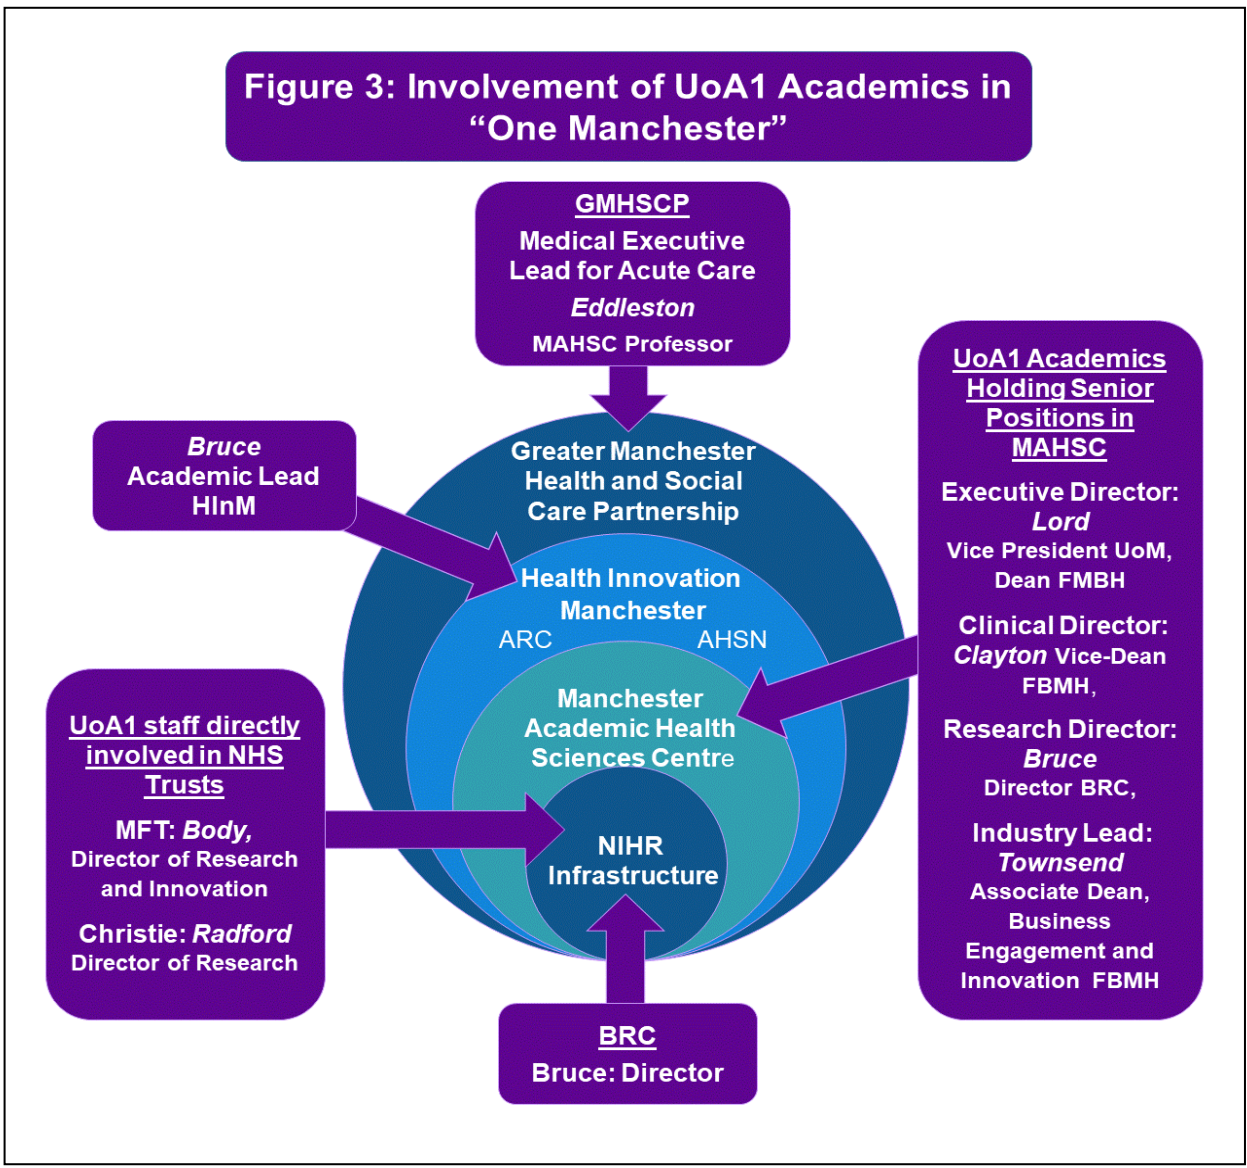 Figure 3: Involvement of UoA1 Academics in
“One Manchester”
GMHSCP
Medical Executive
Lead for Acute Care
Eddleston
MAHSC Professor
Bruce
Academic Lead
HInM
Greater Manchester
Health and Social
Care Partnership
Health Innovation
Manchester
ARC
AHSN
Manchester
Academic Health
Sciences Centre
NIHR
Infrastructure
UoA1 staff directly
involved in NHS
Trusts
MFT: Body,
Director of Research
and Innovation
Christie: Radford
Director of Research
UoA1 Academics
Holding Senior
Positions in
MAHSC
Executive Director:
Lord
Vice President UoM,
Dean FMBH
Clinical Director:
Clayton Vice-Dean
FBMH,
Research Director:
Bruce
Director BRC,
Industry Lead:
Townsend
Associate Dean,
Business
Engagement and
Innovation FBMH
BRC
Bruce: Director